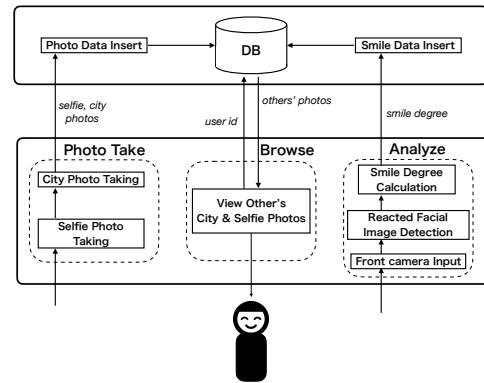 Photo Data Insert
DB
Smile Data Insert
selfie, city
photos
user id
others' photos
smile degree
Photo Take
Browse
Analyze
City Photo Taking
Selfie Photo
Taking
View Other's
City & Selfie Photos
Smile Degree
Calculation
Reacted Facial
Image Detection
Front camera Input